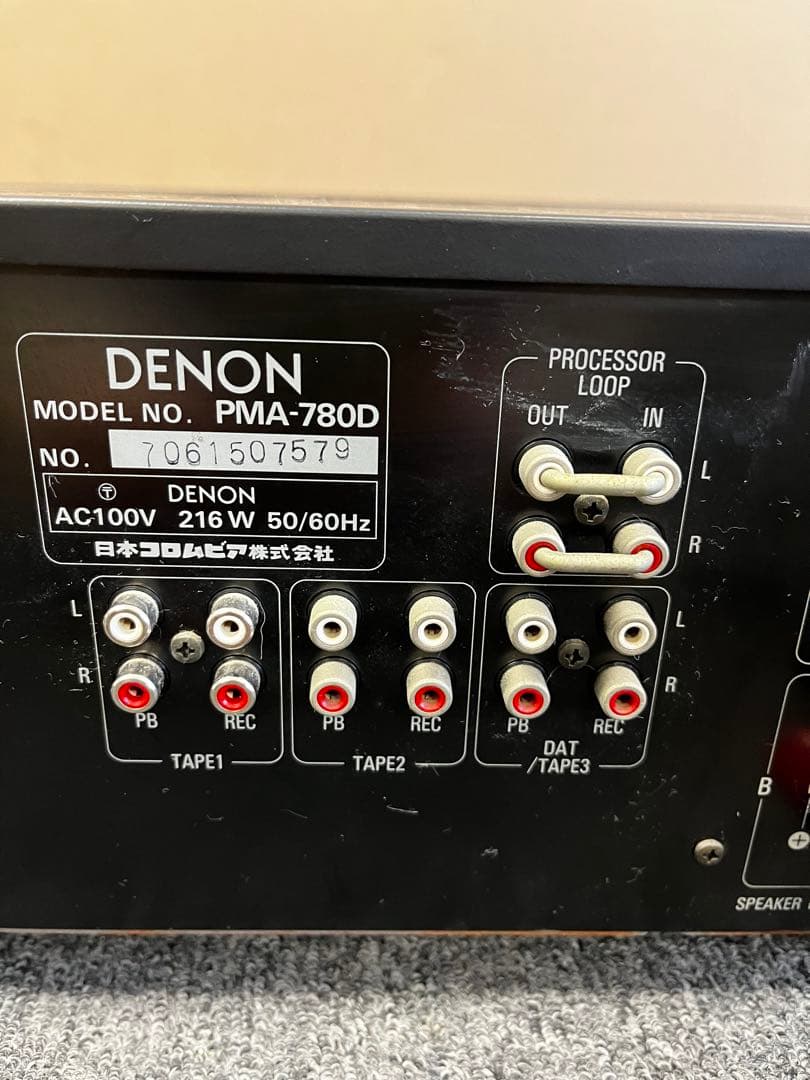 DENON
MODEL NO. PMA-780D
NO. 7061507579
〒 DENON
AC100V 216W 50/60Hz
日本コロムビア株式会社
PROCESSOR
LOOP
OUT IN
L
R
L
R
PB REC
TAPE1
PB REC
TAPE2
L
R
PB REC
DAT
/TAPE3
B
+
SPEAKER